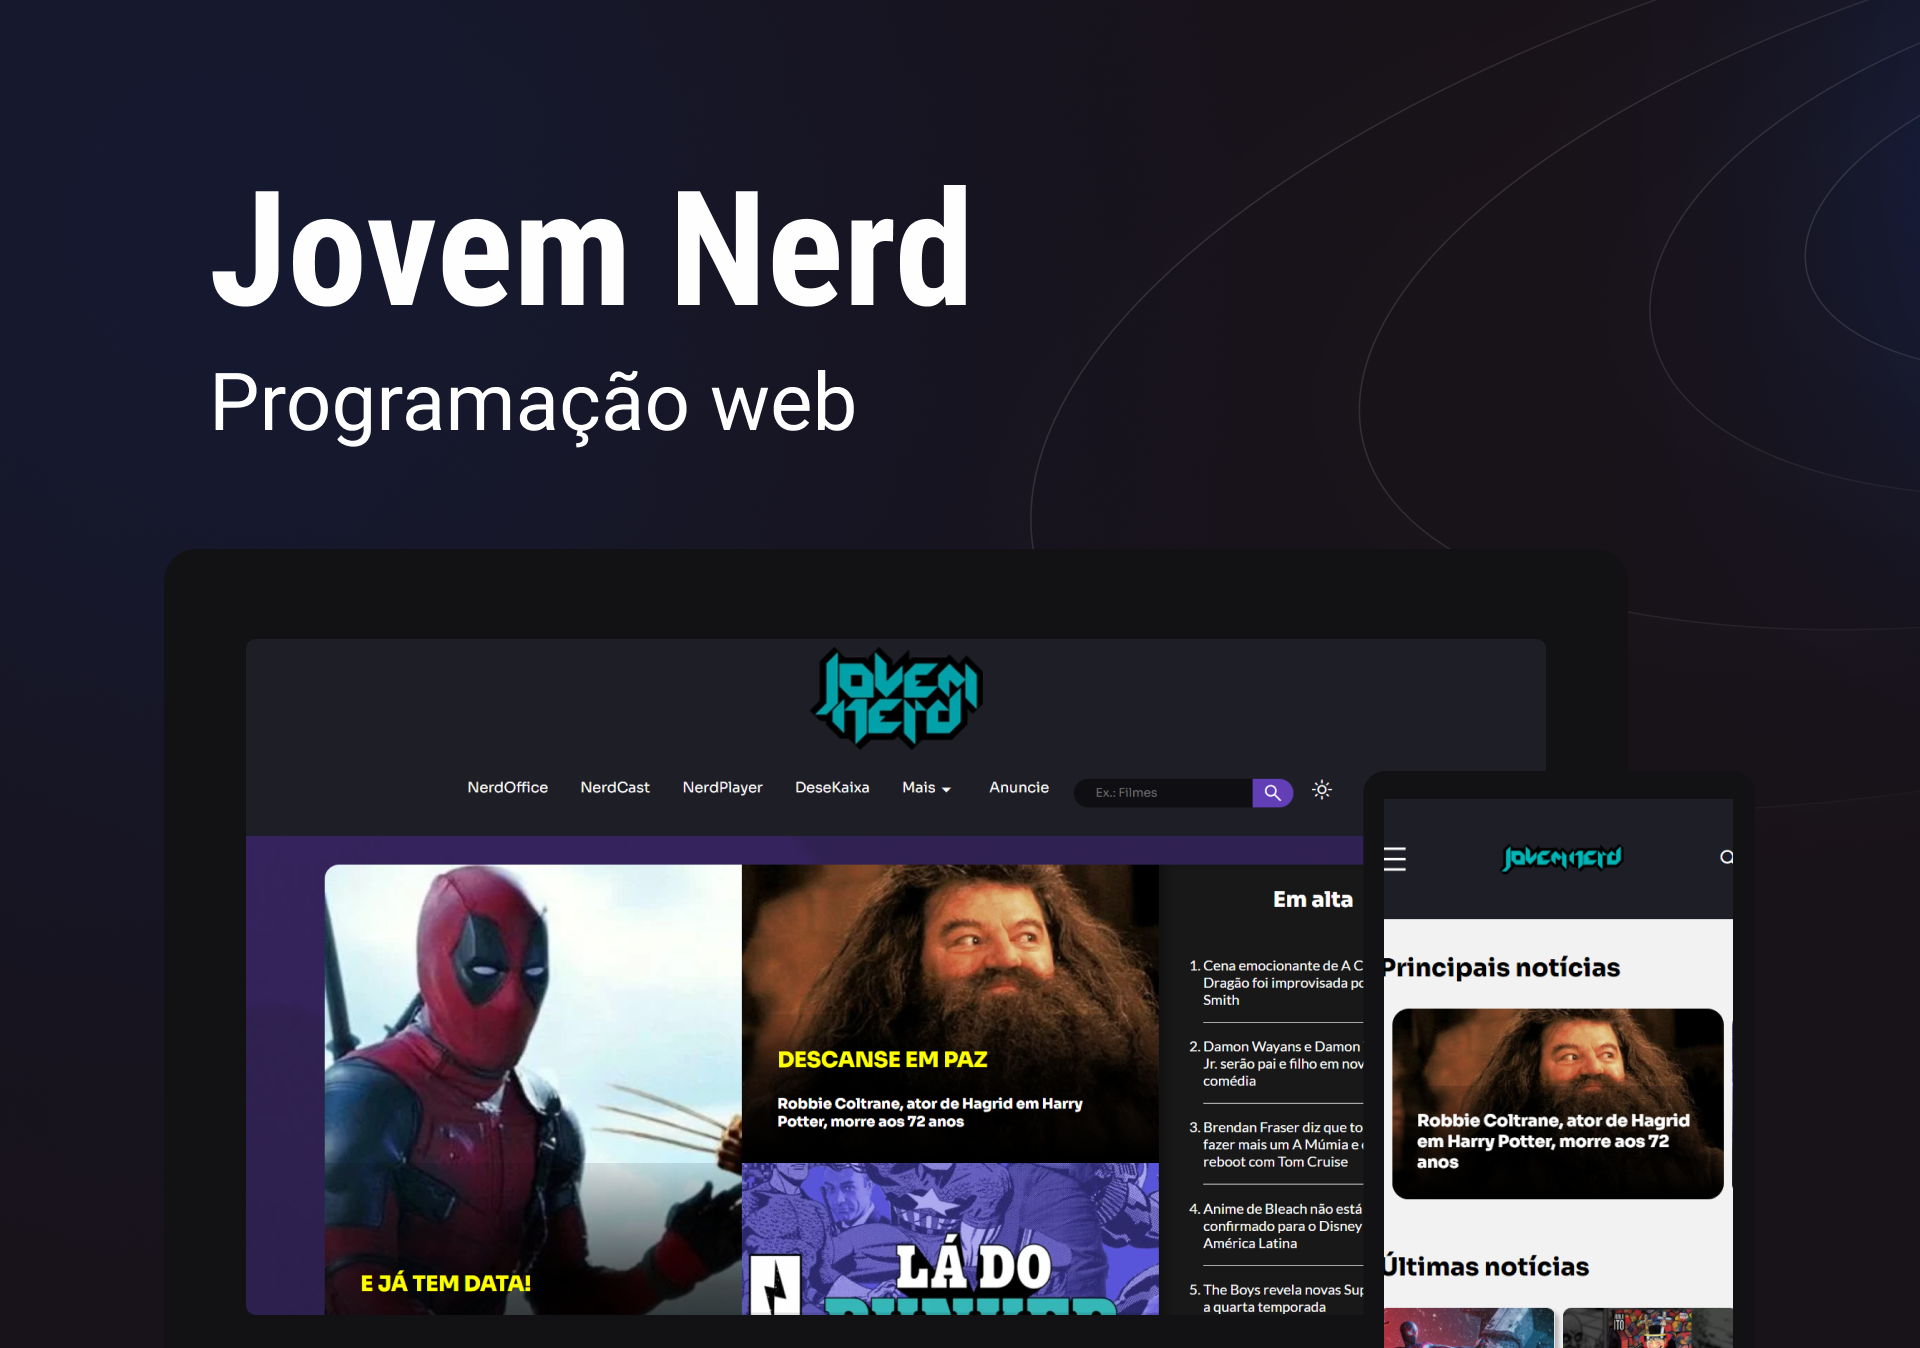 Jovem Nerd
Programação web
JOVEM
NERD
NerdOffice NerdCast NerdPlayer DeseKaixa Mais Anuncie Ex.: Filmes
DESCANSE EM PAZ
Robbie Coltrane, ator de Hagrid em Harry
Potter, morre aos 72 anos
E JÁ TEM DATA!
LÁ DO
BUNKER
Em alta
1. Cena emocionante de A C
Dragão foi improvisada po
Smith
2. Damon Wayans e Damon
Jr. serão pai e filho em nov
comédia
3. Brendan Fraser diz que to
fazer mais um A Múmia e
reboot com Tom Cruise
4. Anime de Bleach não está
confirmado para o Disney
América Latina
5. The Boys revela novas Sup
a quarta temporada
JOVEM NERD
Principais notícias
Robbie Coltrane, ator de Hagrid
em Harry Potter, morre aos 72
anos
Últimas notícias
ITO